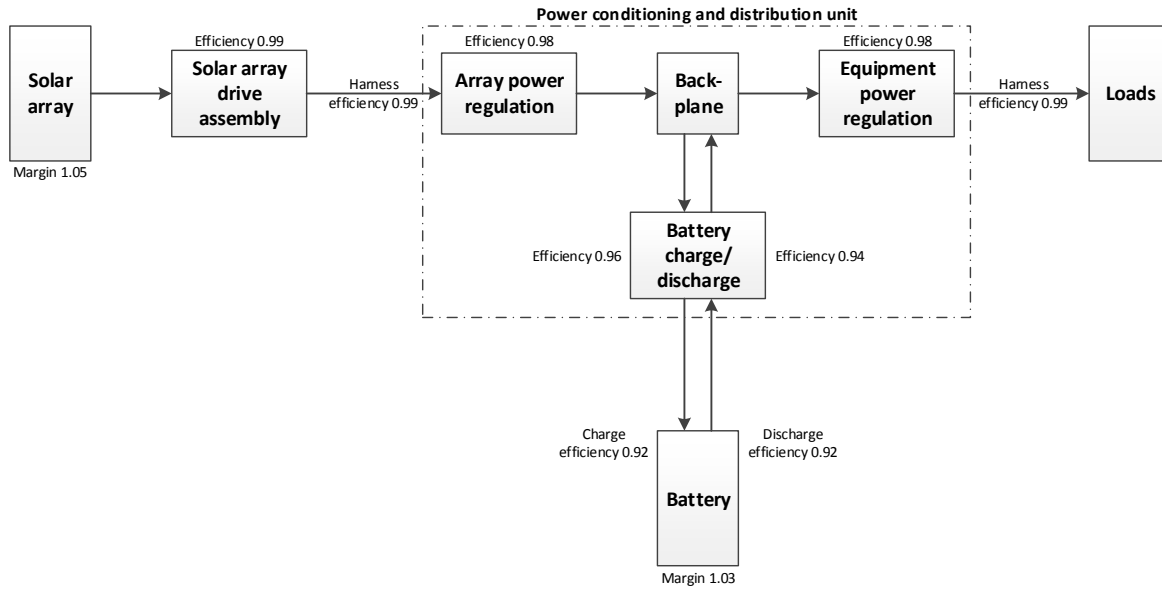 Power conditioning and distribution unit
Solar
array
Margin 1.05
Efficiency 0.99
Solar array
drive
assembly
Harness
efficiency 0.99
Efficiency 0.98
Array power
regulation
Back-
plane
Efficiency 0.98
Equipment
power
regulation
Harness
efficiency 0.99
Loads
Efficiency 0.96
Battery
charge/
discharge
Efficiency 0.94
Charge
efficiency 0.92
Discharge
efficiency 0.92
Battery
Margin 1.03